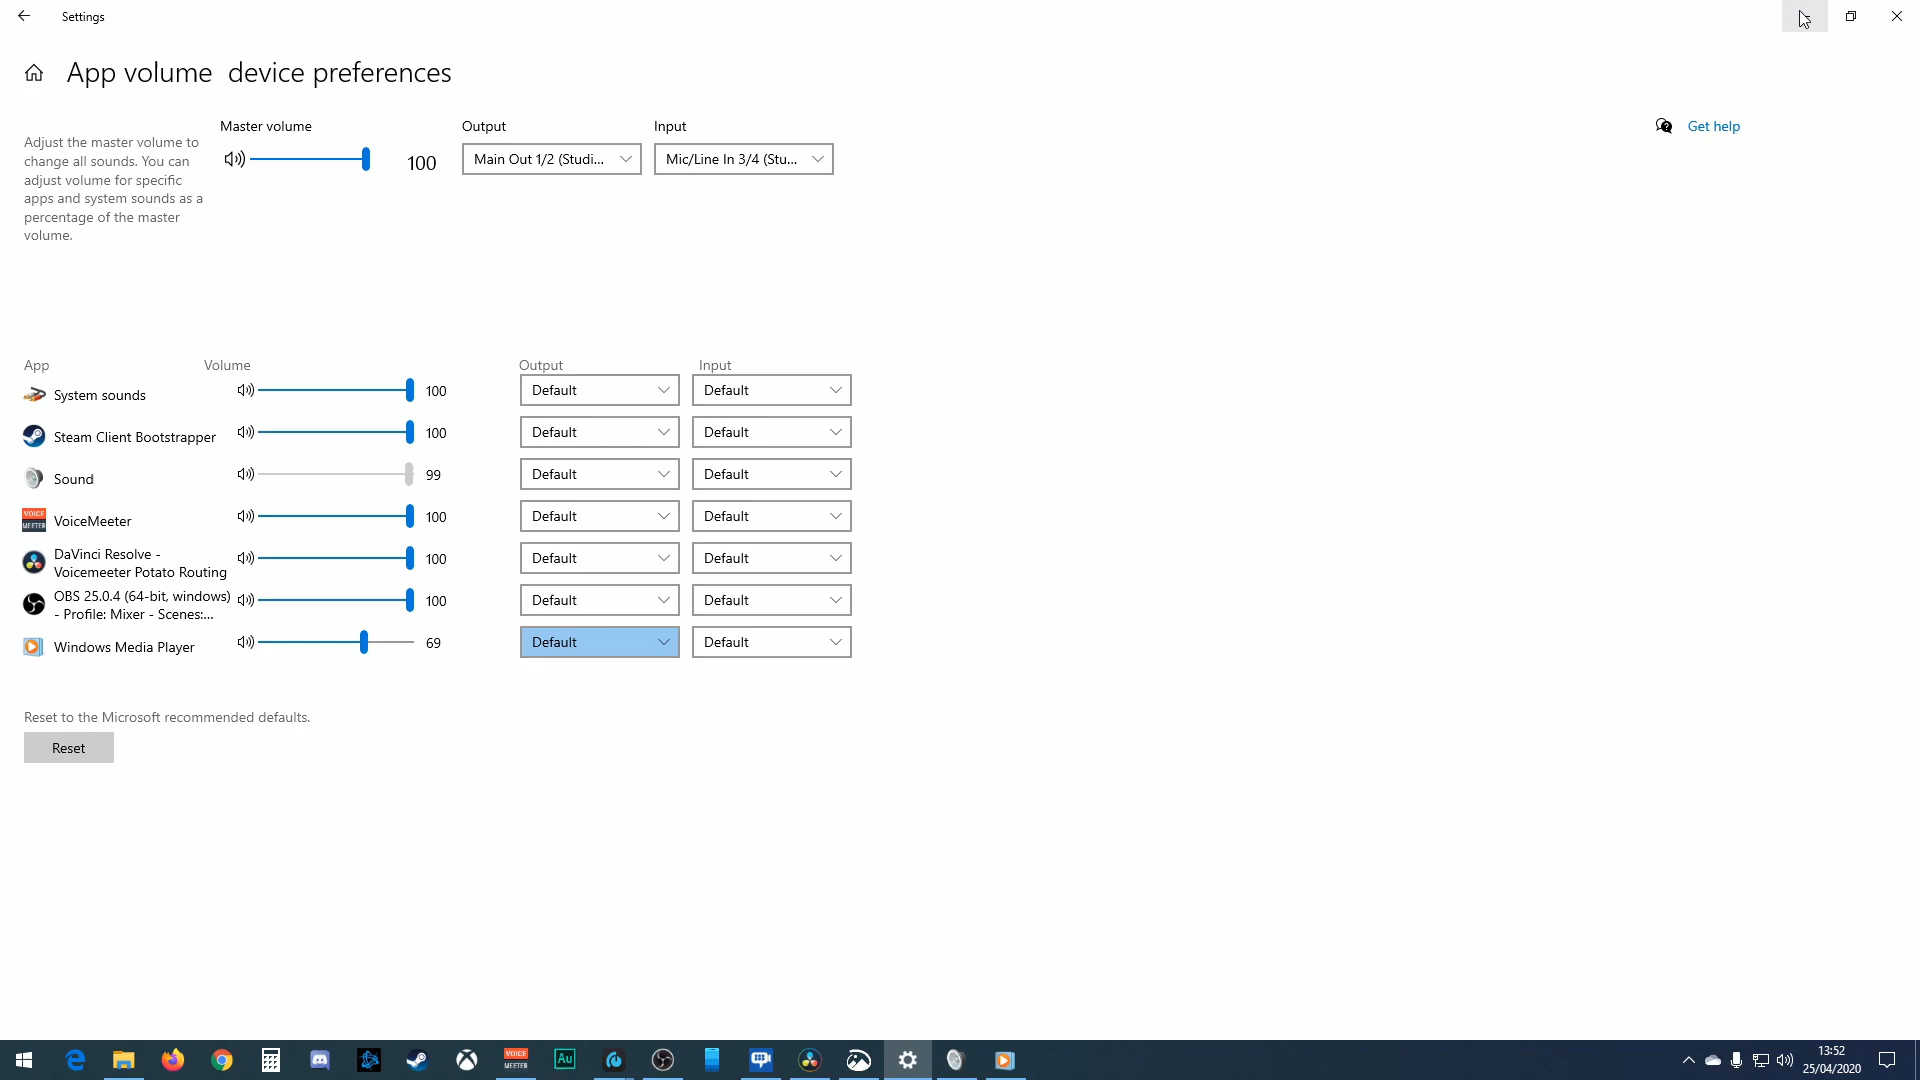 Settings
App volume  device preferences
Master volume
Output
Input
Get help
Adjust the master volume to
change all sounds. You can
adjust volume for specific
apps and system sounds as a
percentage of the master
volume.
100
Main Out 1/2 (Studi...
Mic/Line In 3/4 (Stu...
App
Volume
Output
Input
System sounds
100
Default
Default
Steam Client Bootstrapper
100
Default
Default
Sound
99
Default
Default
VOICE
MEETER
VoiceMeeter
100
Default
Default
DaVinci Resolve -
Voicemeeter Potato Routing
100
Default
Default
OBS 25.0.4 (64-bit, windows)
- Profile: Mixer - Scenes:...
100
Default
Default
Windows Media Player
69
Default
Default
Reset to the Microsoft recommended defaults.
Reset
VOICE
MEETER
Au
13:52
25/04/2020